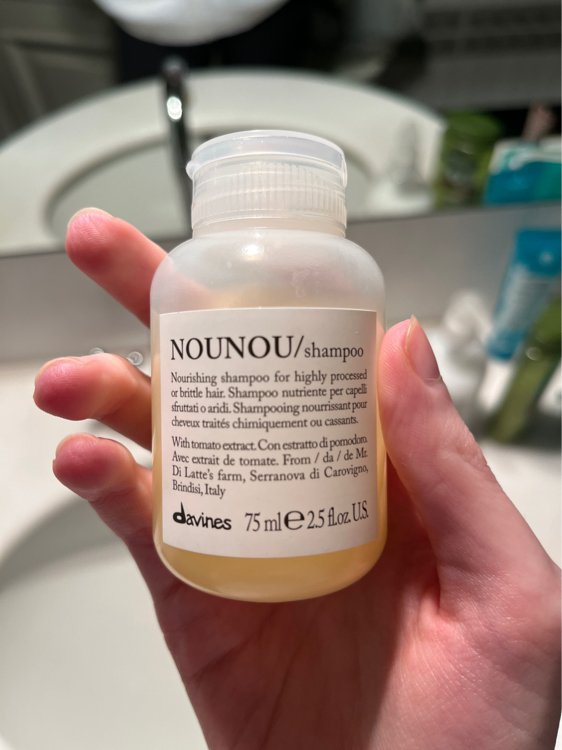 NOUNOU/shampoo
Nourishing shampoo for highly processed
or brittle hair. Shampoo nutriente per capelli
sfruttati o aridi. Shampooing nourrissant pour
cheveux traités chimiquement ou cassants.
With tomato extract. Con estratto di pomodoro.
Avec extrait de tomate. From / da / de Mr.
Di Latte's farm, Serranova di Carovigno,
Brindisi, Italy
davines 75 ml ℮ 2.5 fl.oz. U.S.